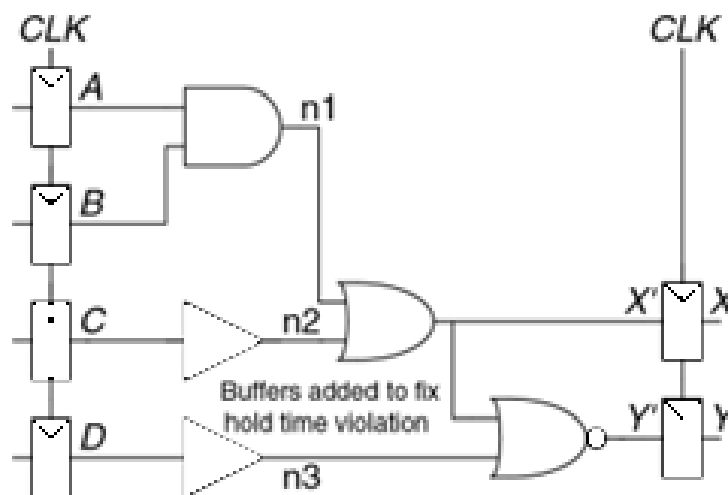 CLK
CLK
A
n1
B
C
n2
X'
X
Buffers added to fix
hold time violation
D
n3
Y'
Y